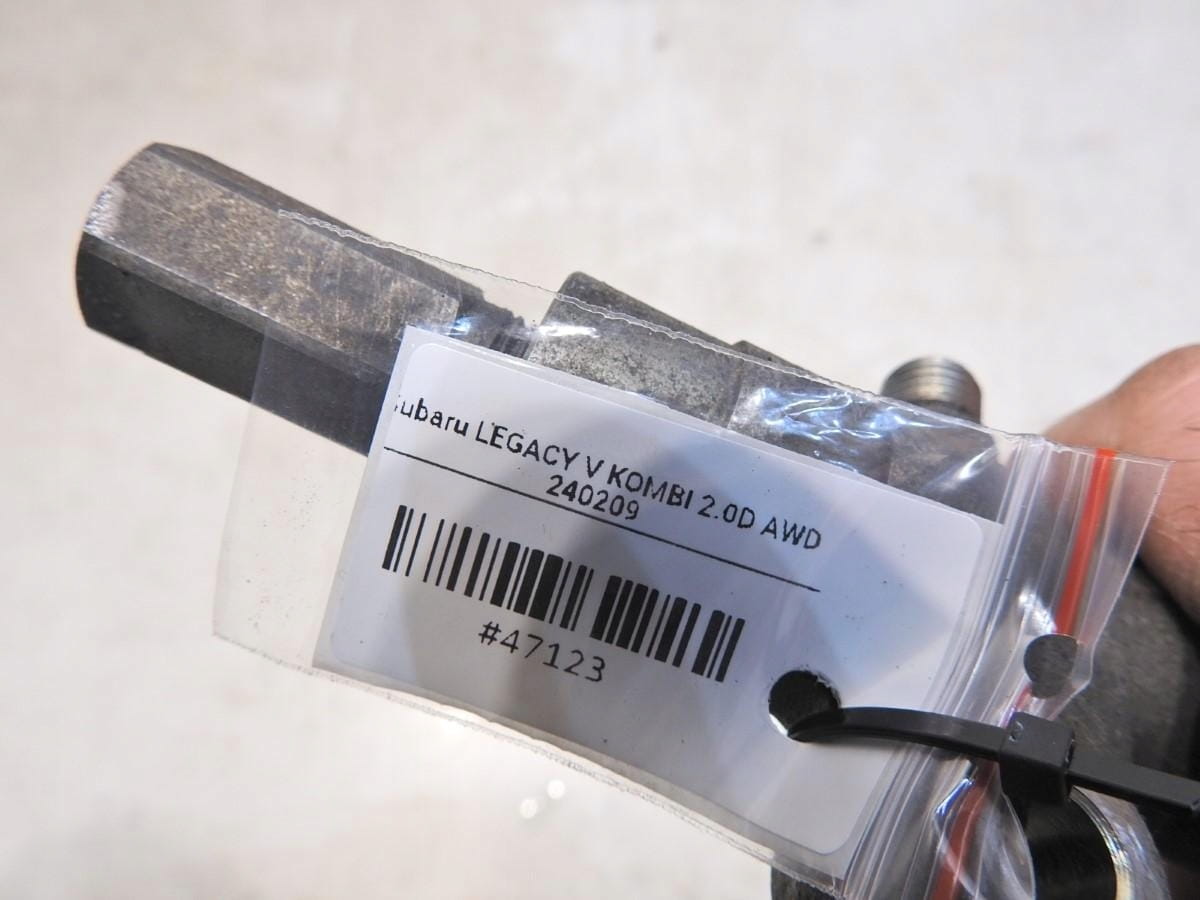 Subaru LEGACY V KOMBI 2.0D AWD
240209
#47123